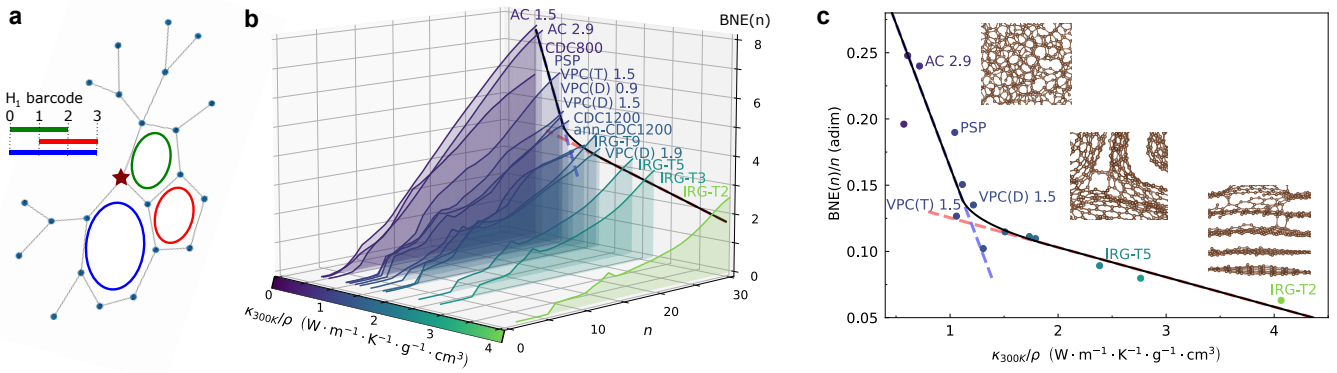 a
H₁ barcode
0 1 2 3
b
BNE(n)
AC 1.5
AC 2.9
CDC800
PSP
VPC(T) 1.5
VPC(D) 0.9
VPC(D) 1.5
CDC1200
ann-CDC1200
IRG-T9
VPC(D) 1.9
IRG-T5
IRG-T3
IRG-T2
8
6
4
2
0
0
1
2
3
4
κ₃₀₀K/ρ (W · m⁻¹ · K⁻¹ · g⁻¹ · cm³)
0
10
20
30
n
c
BNE(n)/n (adim)
0.25
0.20
0.15
0.10
0.05
AC 2.9
PSP
VPC(D) 1.5
VPC(T) 1.5
IRG-T5
IRG-T2
1 2 3 4
κ₃₀₀K/ρ (W · m⁻¹ · K⁻¹ · g⁻¹ · cm³)